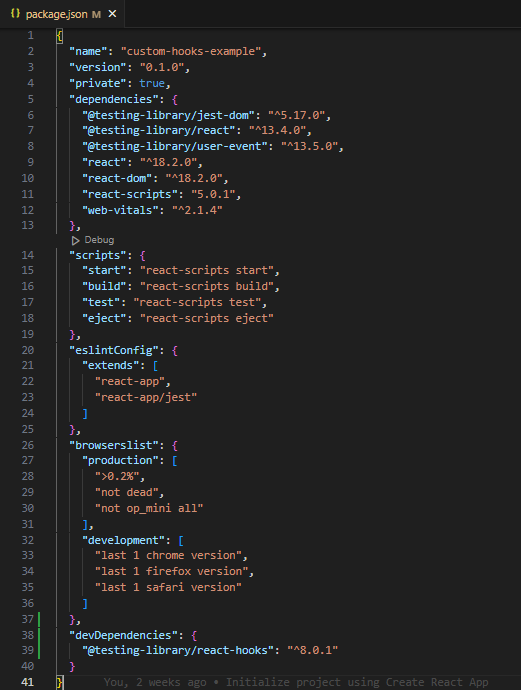 {} package.json M ×
1 {
2 "name": "custom-hooks-example",
3 "version": "0.1.0",
4 "private": true,
5 "dependencies": {
6 "@testing-library/jest-dom": "^5.17.0",
7 "@testing-library/react": "^13.4.0",
8 "@testing-library/user-event": "^13.5.0",
9 "react": "^18.2.0",
10 "react-dom": "^18.2.0",
11 "react-scripts": "5.0.1",
12 "web-vitals": "^2.1.4"
13 },
Debug
14 "scripts": {
15 "start": "react-scripts start",
16 "build": "react-scripts build",
17 "test": "react-scripts test",
18 "eject": "react-scripts eject"
19 },
20 "eslintConfig": {
21 "extends": [
22 "react-app",
23 "react-app/jest"
24 ]
25 },
26 "browserslist": {
27 "production": [
28 ">0.2%",
29 "not dead",
30 "not op_mini all"
31 ],
32 "development": [
33 "last 1 chrome version",
34 "last 1 firefox version",
35 "last 1 safari version"
36 ]
37 },
38 "devDependencies": {
39 "@testing-library/react-hooks": "^8.0.1"
40 }
41 } You, 2 weeks ago • Initialize project using Create React App